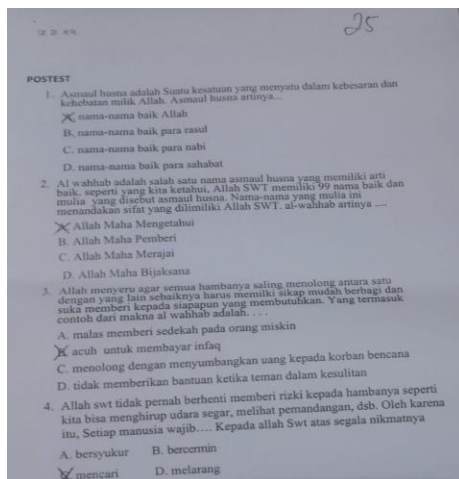 25
POSTEST
1. Asmaul husna adalah Suatu kesatuan yang menyatu dalam kebesaran dan
kehebatan milik Allah. Asmaul husna artinya...
nama-nama baik Allah
B. nama-nama baik para rasul
C. nama-nama baik para nabi
D. nama-nama baik para sahabat
2. Al wahhab adalah salah satu nama asmaul husna yang memiliki arti
baik. seperti yang kita ketahui, Allah SWT memiliki 99 nama baik dan
mulia yang disebut asmaul husna. Nama-nama yang mulia ini
menandakan sifat yang dilimiliki Allah SWT. al-wahhab artinya ....
Allah Maha Mengetahui
B. Allah Maha Pemberi
C. Allah Maha Merajai
D. Allah Maha Bijaksana
3. Allah menyeru agar semua hambanya saling menolong antara satu
dengan yang lain sebaiknya harus memilki sikap mudah berbagi dan
suka memberi kepada siapapun yang membutuhkan. Yang termasuk
contoh dari makna al wahhab adalah. . . .
A. malas memberi sedekah pada orang miskin
acuh untuk membayar infaq
C. menolong dengan menyumbangkan uang kepada korban bencana
D. tidak memberikan bantuan ketika teman dalam kesulitan
4. Allah swt tidak pernah berhenti memberi rizki kepada hambanya seperti
kita bisa menghirup udara segar, melihat pemandangan, dsb. Oleh karena
itu, Setiap manusia wajib.... Kepada allah Swt atas segala nikmatnya
A. bersyukur B. bercermin
mencari D. melarang